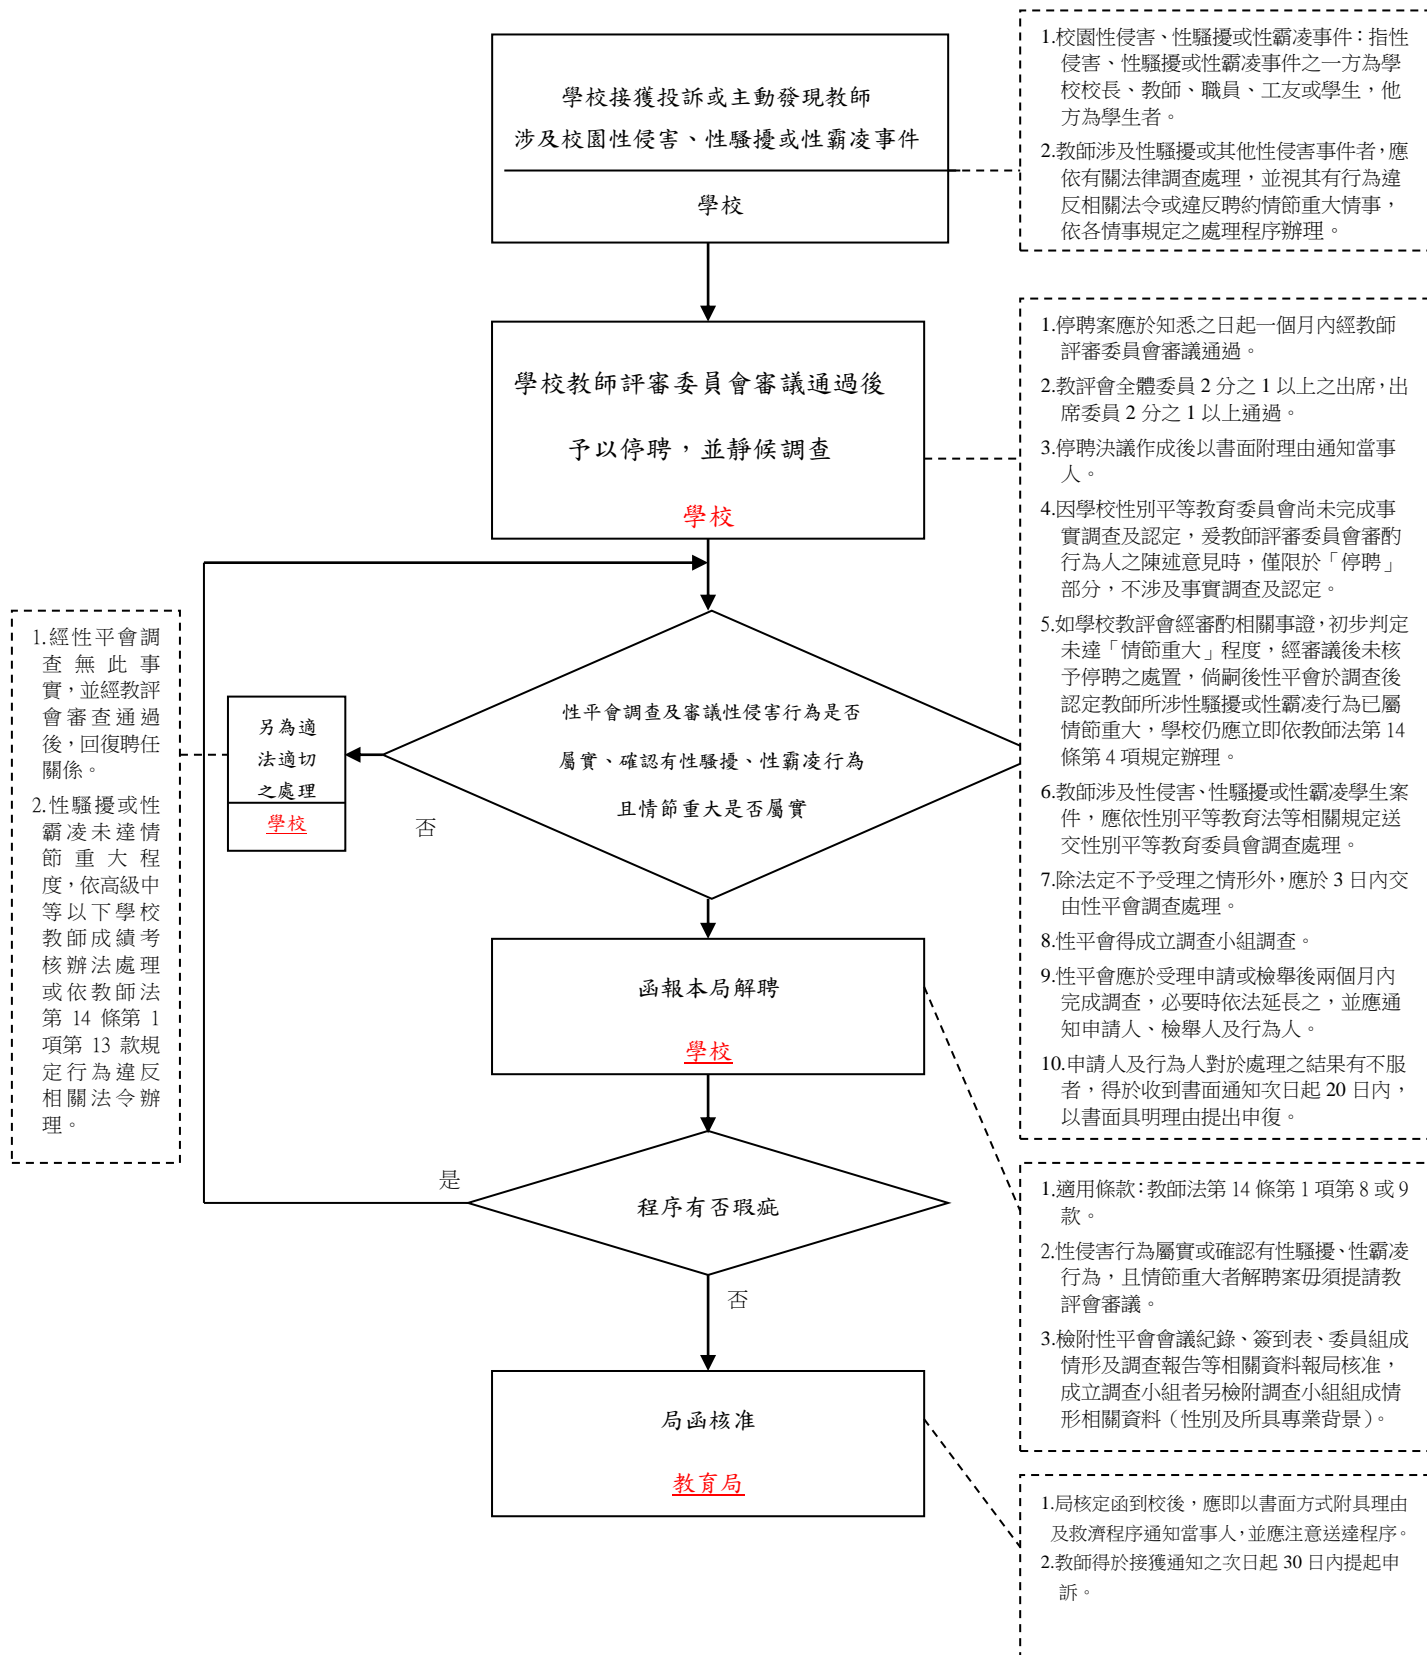 學校接獲投訴或主動發現教師
涉及校園性侵害、性騷擾或性霸凌事件
學校
1.校園性侵害、性騷擾或性霸凌事件：指性
侵害、性騷擾或性霸凌事件之一方為學
校校長、教師、職員、工友或學生，他
方為學生者。
2.教師涉及性騷擾或其他性侵害事件者，應
依有關法律調查處理，並視其有行為違
反相關法令或違反聘約情節重大情事，
依各情事規定之處理程序辦理。
學校教師評審委員會審議通過後
予以停聘，並靜候調查
學校
1.停聘案應於知悉之日起一個月內經教師
評審委員會審議通過。
2.教評會全體委員 2 分之 1 以上之出席，出
席委員 2 分之 1 以上通過。
3.停聘決議作成後以書面附理由通知當事
人。
4.因學校性別平等教育委員會尚未完成事
實調查及認定，爰教師評審委員會審酌
行為人之陳述意見時，僅限於「停聘」
部分，不涉及事實調查及認定。
5.如學校教評會經審酌相關事證，初步判定
未達「情節重大」程度，經審議後未核
予停聘之處置，倘嗣後性平會於調查後
認定教師所涉性騷擾或性霸凌行為已屬
情節重大，學校仍應立即依教師法第 14
條第 4 項規定辦理。
6.教師涉及性侵害、性騷擾或性霸凌學生案
件，應依性別平等教育法等相關規定送
交性別平等教育委員會調查處理。
7.除法定不予受理之情形外，應於 3 日內交
由性平會調查處理。
8.性平會得成立調查小組調查。
9.性平會應於受理申請或檢舉後兩個月內
完成調查，必要時依法延長之，並應通
知申請人、檢舉人及行為人。
10.申請人及行為人對於處理之結果有不服
者，得於收到書面通知次日起 20 日內，
以書面具明理由提出申復。
性平會調查及審議性侵害行為是否
屬實、確認有性騷擾、性霸凌行為
且情節重大是否屬實
否
另為適
法適切
之處理
學校
1.經性平會調
查無此事
實，並經教評
會審查通過
後，回復聘任
關係。
2.性騷擾或性
霸凌未達情
節重大程
度，依高級中
等以下學校
教師成績考
核辦法處理
或依教師法
第 14 條第 1
項第 13 款規
定行為違反
相關法令辦
理。
函報本局解聘
學校
1.適用條款：教師法第 14 條第 1 項第 8 或 9
款。
2.性侵害行為屬實或確認有性騷擾、性霸凌
行為，且情節重大者解聘案毋須提請教
評會審議。
3.檢附性平會會議紀錄、簽到表、委員組成
情形及調查報告等相關資料報局核准，
成立調查小組者另檢附調查小組組成情
形相關資料（性別及所具專業背景）。
是
程序有否瑕疵
否
局函核准
教育局
1.局核定函到校後，應即以書面方式附具理由
及救濟程序通知當事人，並應注意送達程序。
2.教師得於接獲通知之次日起 30 日內提起申
訴。